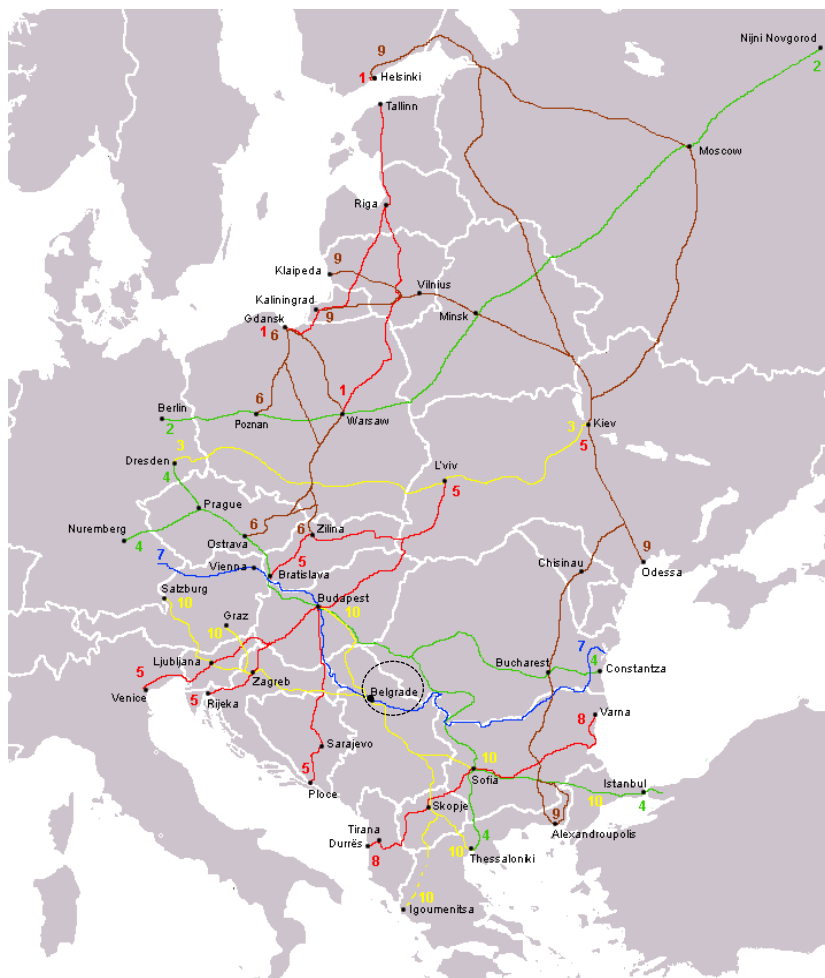 Nijni Novgorod
9
2
1
Helsinki
Tallinn
Moscow
Riga
9
Klaipeda
Vilnius
Kaliningrad
9
Minsk
Gdansk
1
6
6
1
Berlin
2
Poznan
Warsaw
3
Kiev
5
3
Dresden
4
L'viv
5
Prague
Nuremberg
4
6
Ostrava
6
Zilina
5
9
Odessa
Chisinau
7
Vienna
Bratislava
Salzburg
10
Budapest
10
Graz
10
7
Ljubljana
Bucharest
4
Constantza
5
Venice
Zagreb
5
Rijeka
Belgrade
Varna
8
Sarajevo
5
Ploce
10
Sofia
Istanbul
10
4
Skopje
9
Alexandroupolis
Tirana
Durrës
8
4
10
Thessaloniki
10
Igoumenitsa